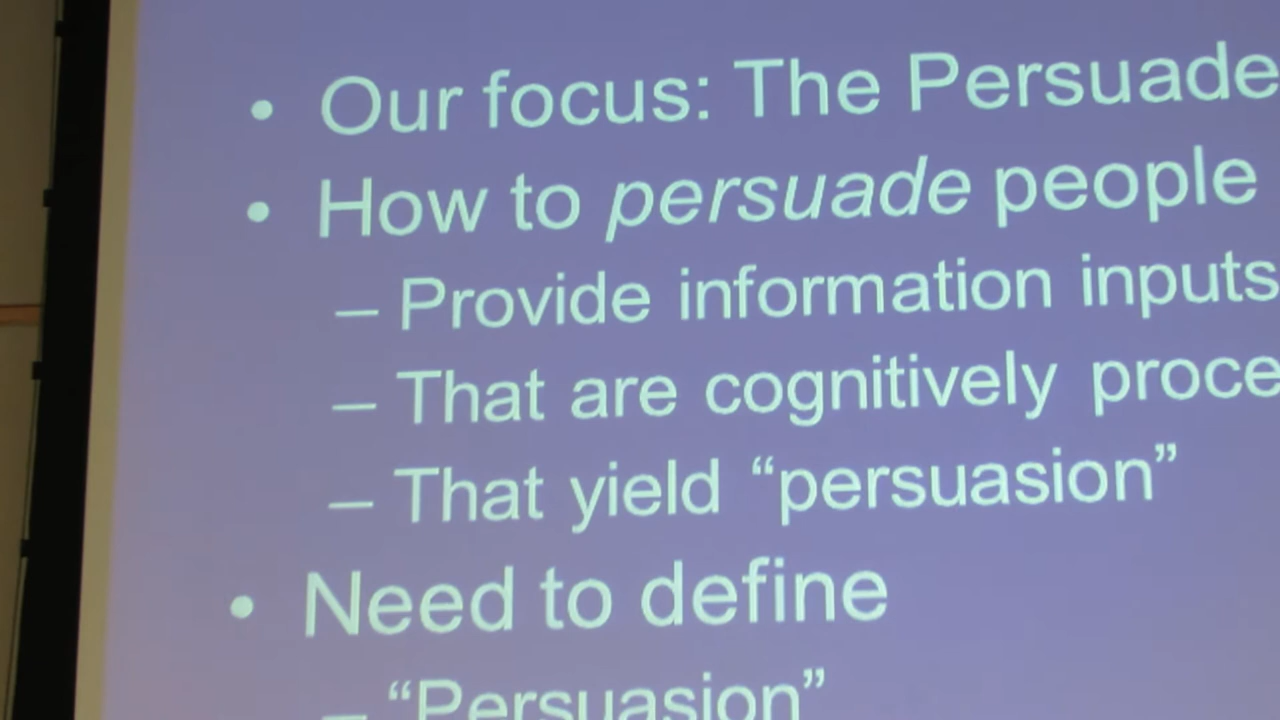 • Our focus: The Persuade
• How to persuade people
– Provide information inputs
– That are cognitively proce
– That yield “persuasion”
• Need to define
– “Persuasion”